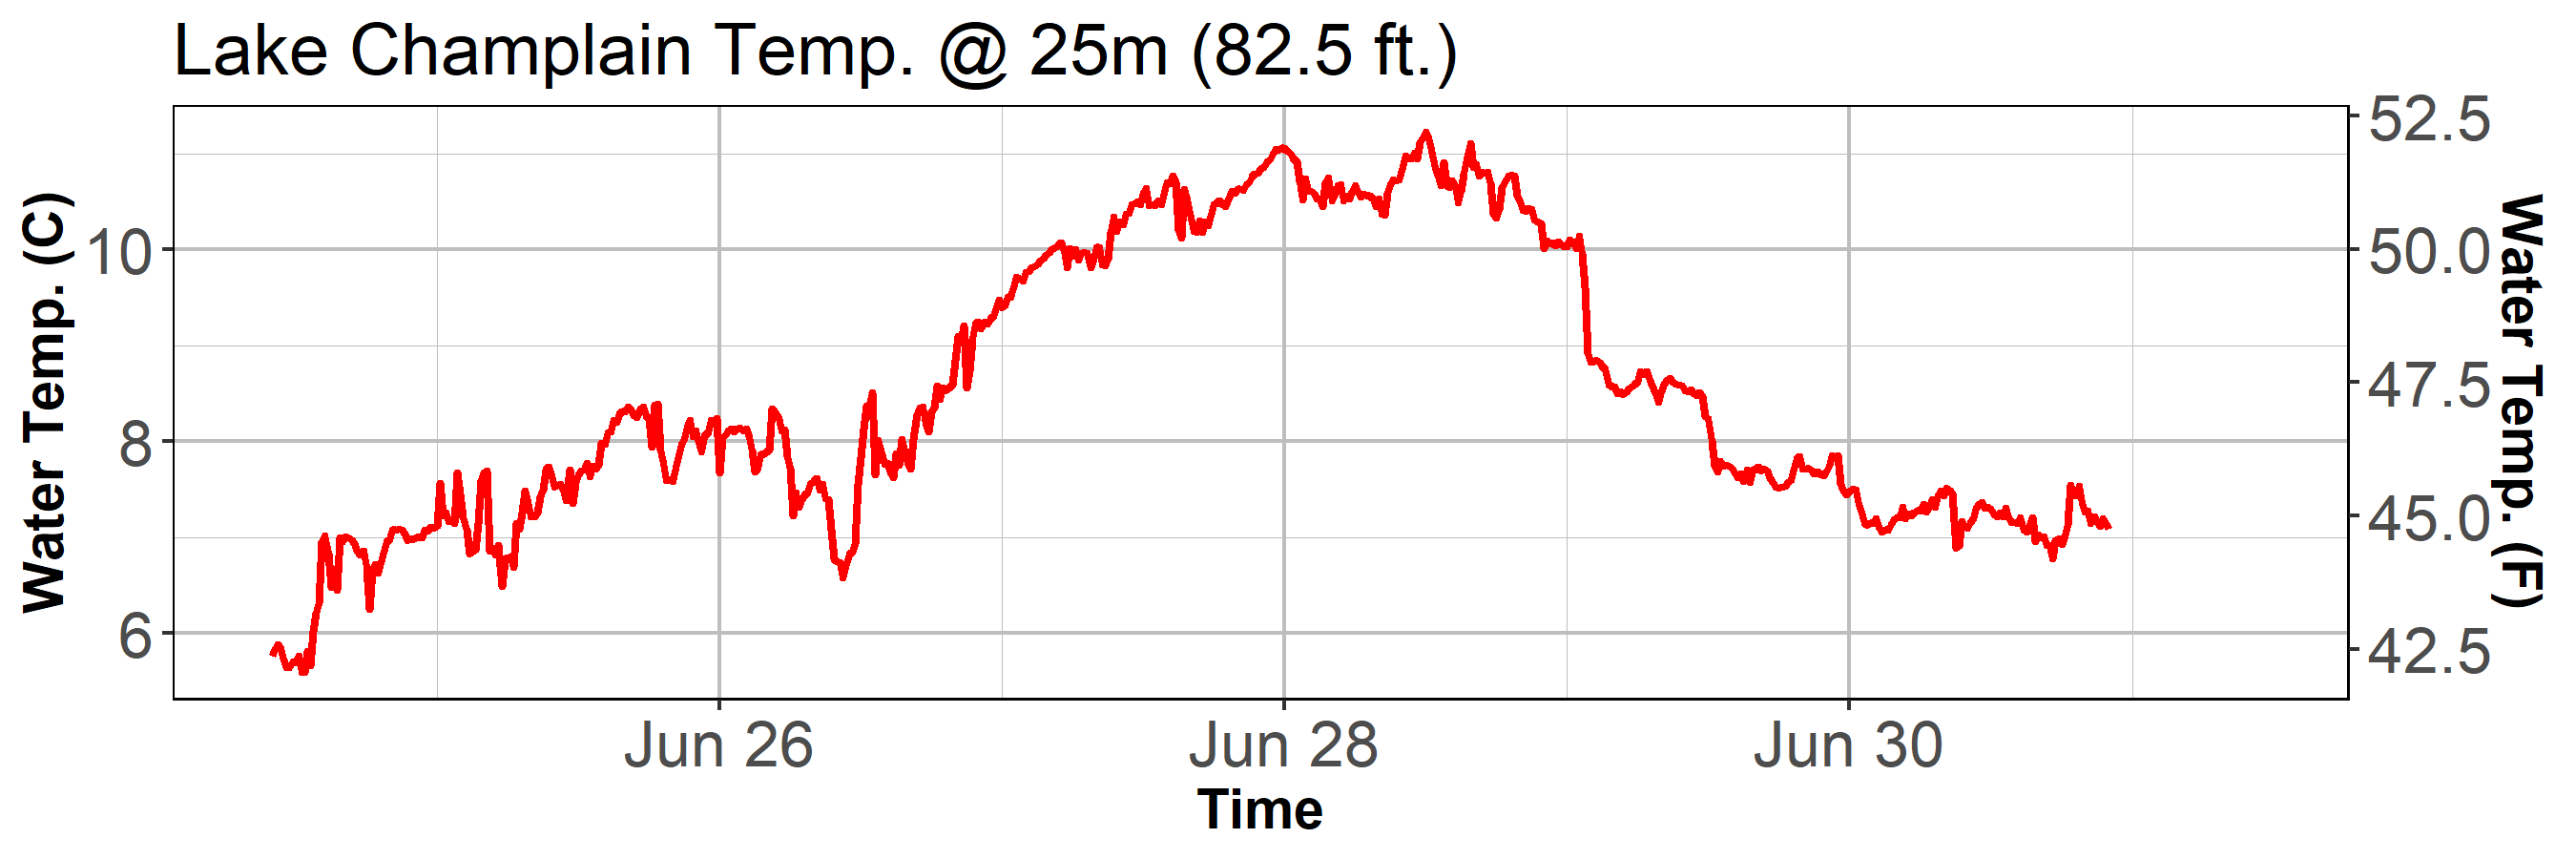 Lake Champlain Temp. @ 25m (82.5 ft.)
Water Temp. (C)
10
8
6
52.5
50.0
47.5
45.0
42.5
Water Temp. (F)
Jun 26
Jun 28
Jun 30
Time